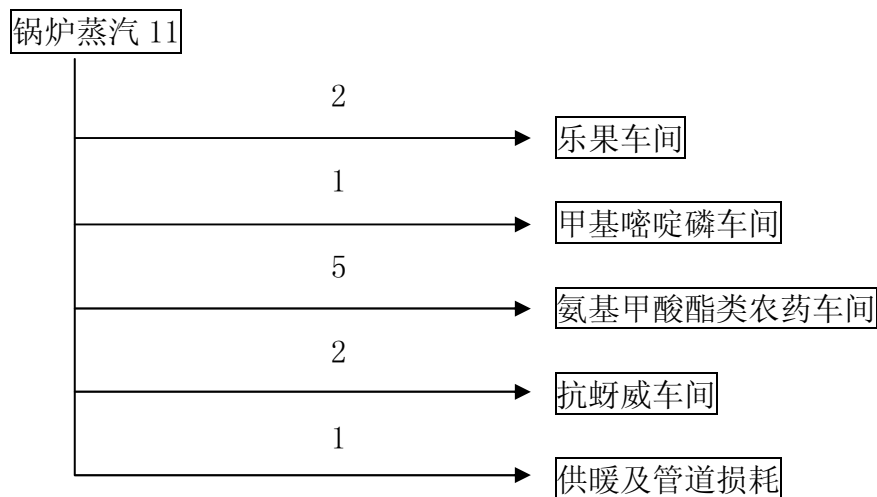 锅炉蒸汽 11
2
乐果车间
1
甲基嘧啶磷车间
5
氨基甲酸酯类农药车间
2
抗蚜威车间
1
供暖及管道损耗